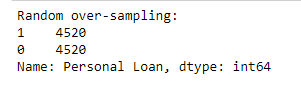 Random over-sampling:
1    4520
0    4520
Name: Personal Loan, dtype: int64